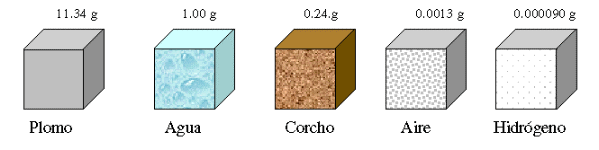 11.34 g 1.00 g 0.24.g 0.0013 g 0.000090 g
Plomo Agua Corcho Aire Hidrógeno